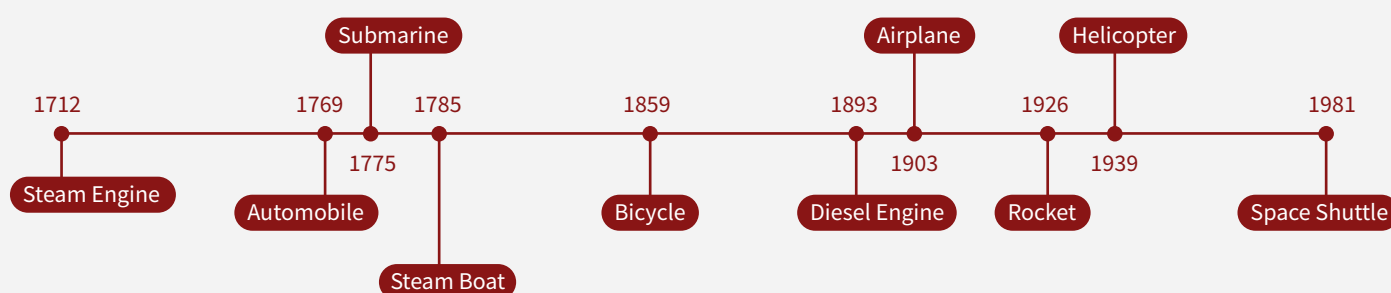 Submarine
Airplane
Helicopter
1712
1769
1785
1859
1893
1926
1981
1775
1903
1939
Steam Engine
Automobile
Bicycle
Diesel Engine
Rocket
Space Shuttle
Steam Boat